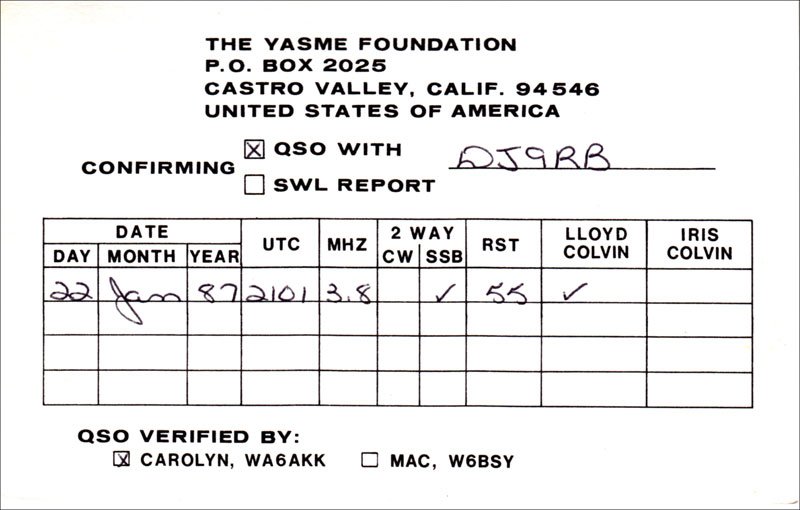 THE YASME FOUNDATION
P.O. BOX 2025
CASTRO VALLEY, CALIF. 94546
UNITED STATES OF AMERICA
CONFIRMING
☒ QSO WITH DJ9RB
☐ SWL REPORT
DATE UTC MHZ 2 WAY RST LLOYD COLVIN IRIS COLVIN
DAY MONTH YEAR CW SSB
22 Jan 87 2101 3.8 ✓ 55 ✓
QSO VERIFIED BY:
☒ CAROLYN, WA6AKK ☐ MAC, W6BSY